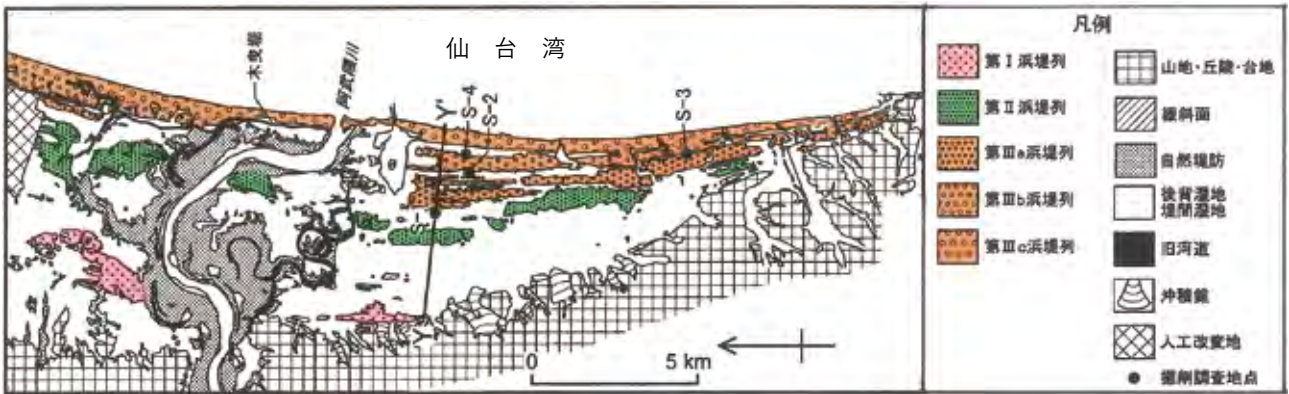 仙台湾
木曳堀
阿武隈川
Y'
S-4
S-2
S-3
S-1
Y
0 5 km
凡例
第Ⅰ浜堤列
第Ⅱ浜堤列
第Ⅲa浜堤列
第Ⅲb浜堤列
第Ⅲc浜堤列
山地・丘陵・台地
緩斜面
自然堤防
後背湿地
堤間湿地
旧河道
沖積錐
人工改変地
掘削調査地点